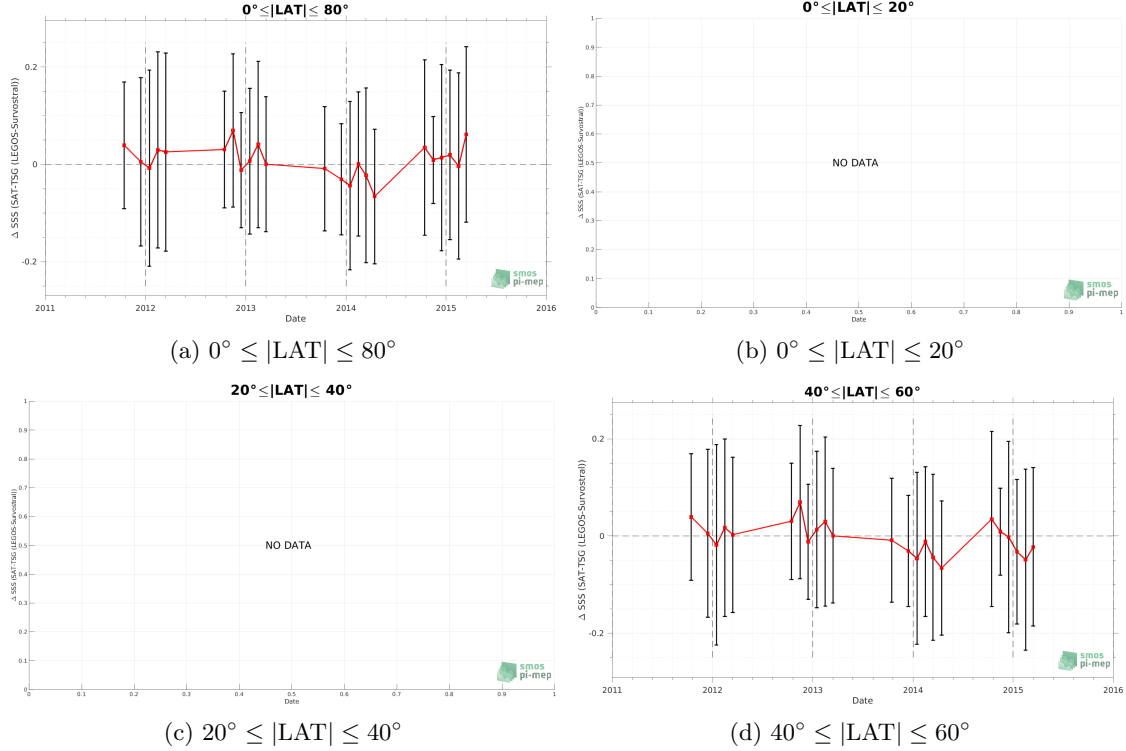 0°≤|LAT|≤ 80°
Δ SSS (SAT-TSG (LEGOS-Survostral))
0.2
0
-0.2
2011 2012 2013 2014 2015 2016
Date
smos
pi-mep
(a) 0° ≤ |LAT| ≤ 80°
0°≤|LAT|≤ 20°
Δ SSS (SAT-TSG (LEGOS-Survostral))
1
0.9
0.8
0.7
0.6
0.5
0.4
0.3
0.2
0.1
0
NO DATA
0 0.1 0.2 0.3 0.4 0.5 0.6 0.7 0.8 0.9 1
Date
smos
pi-mep
(b) 0° ≤ |LAT| ≤ 20°
20°≤|LAT|≤ 40°
Δ SSS (SAT-TSG (LEGOS-Survostral))
1
0.9
0.8
0.7
0.6
0.5
0.4
0.3
0.2
0.1
0
NO DATA
0 0.1 0.2 0.3 0.4 0.5 0.6 0.7 0.8 0.9 1
Date
smos
pi-mep
(c) 20° ≤ |LAT| ≤ 40°
40°≤|LAT|≤ 60°
Δ SSS (SAT-TSG (LEGOS-Survostral))
0.2
0
-0.2
2011 2012 2013 2014 2015 2016
Date
smos
pi-mep
(d) 40° ≤ |LAT| ≤ 60°